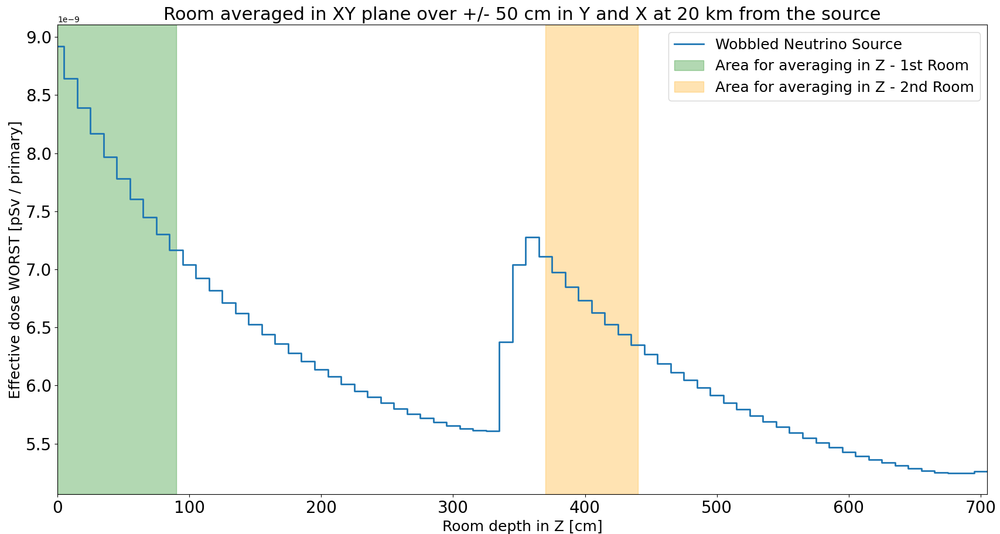 Room averaged in XY plane over +/- 50 cm in Y and X at 20 km from the source
1e−9
9.0
8.5
8.0
7.5
7.0
6.5
6.0
5.5
Effective dose WORST [pSv / primary]
Wobbled Neutrino Source
Area for averaging in Z - 1st Room
Area for averaging in Z - 2nd Room
0 100 200 300 400 500 600 700
Room depth in Z [cm]